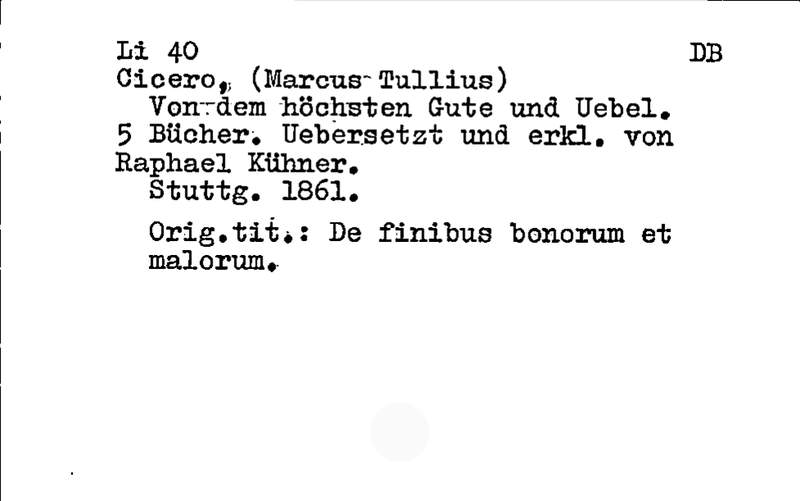 Li 40 DB
Cicero, (Marcus Tullius)
Von dem höchsten Gute und Uebel.
5 Bücher. Uebersetzt und erkl. von
Raphael Kühner.
Stuttg. 1861.
Orig.tit.: De finibus bonorum et
malorum.